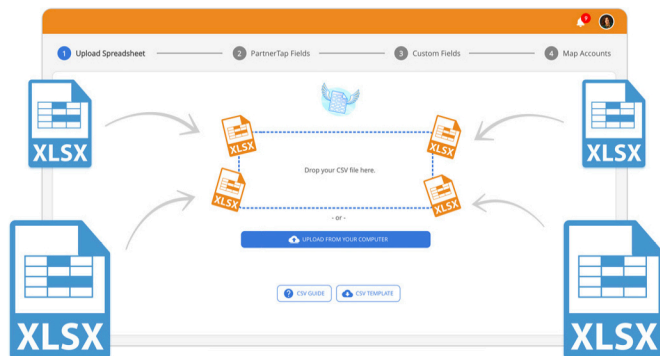 1 Upload Spreadsheet 2 PartnerTap Fields 3 Custom Fields 4 Map Accounts
XLSX XLSX
XLSX XLSX
Drop your CSV file here.
XLSX XLSX
- or -
UPLOAD FROM YOUR COMPUTER
? CSV GUIDE CSV TEMPLATE
XLSX XLSX